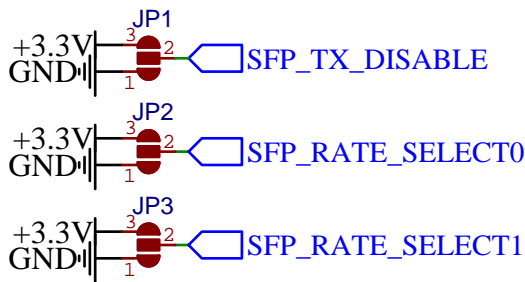 JP1
+3.3V 3 2 SFP_TX_DISABLE
GND 1
JP2
+3.3V 3 2 SFP_RATE_SELECT0
GND 1
JP3
+3.3V 3 2 SFP_RATE_SELECT1
GND 1